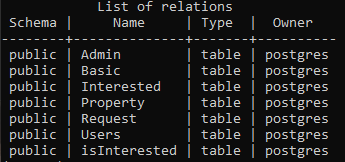 List of relations
Schema | Name | Type | Owner
--------+--------------+-------+----------
public | Admin | table | postgres
public | Basic | table | postgres
public | Interested | table | postgres
public | Property | table | postgres
public | Request | table | postgres
public | Users | table | postgres
public | isInterested | table | postgres